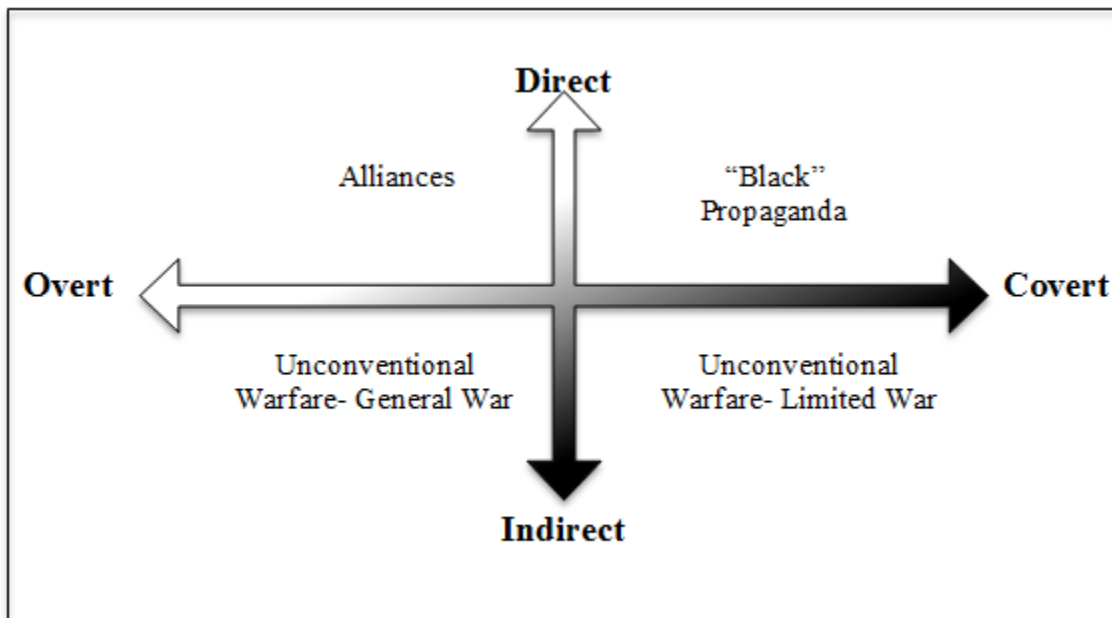 Direct
Alliances
“Black”
Propaganda
Overt
Covert
Unconventional
Warfare- General War
Unconventional
Warfare- Limited War
Indirect